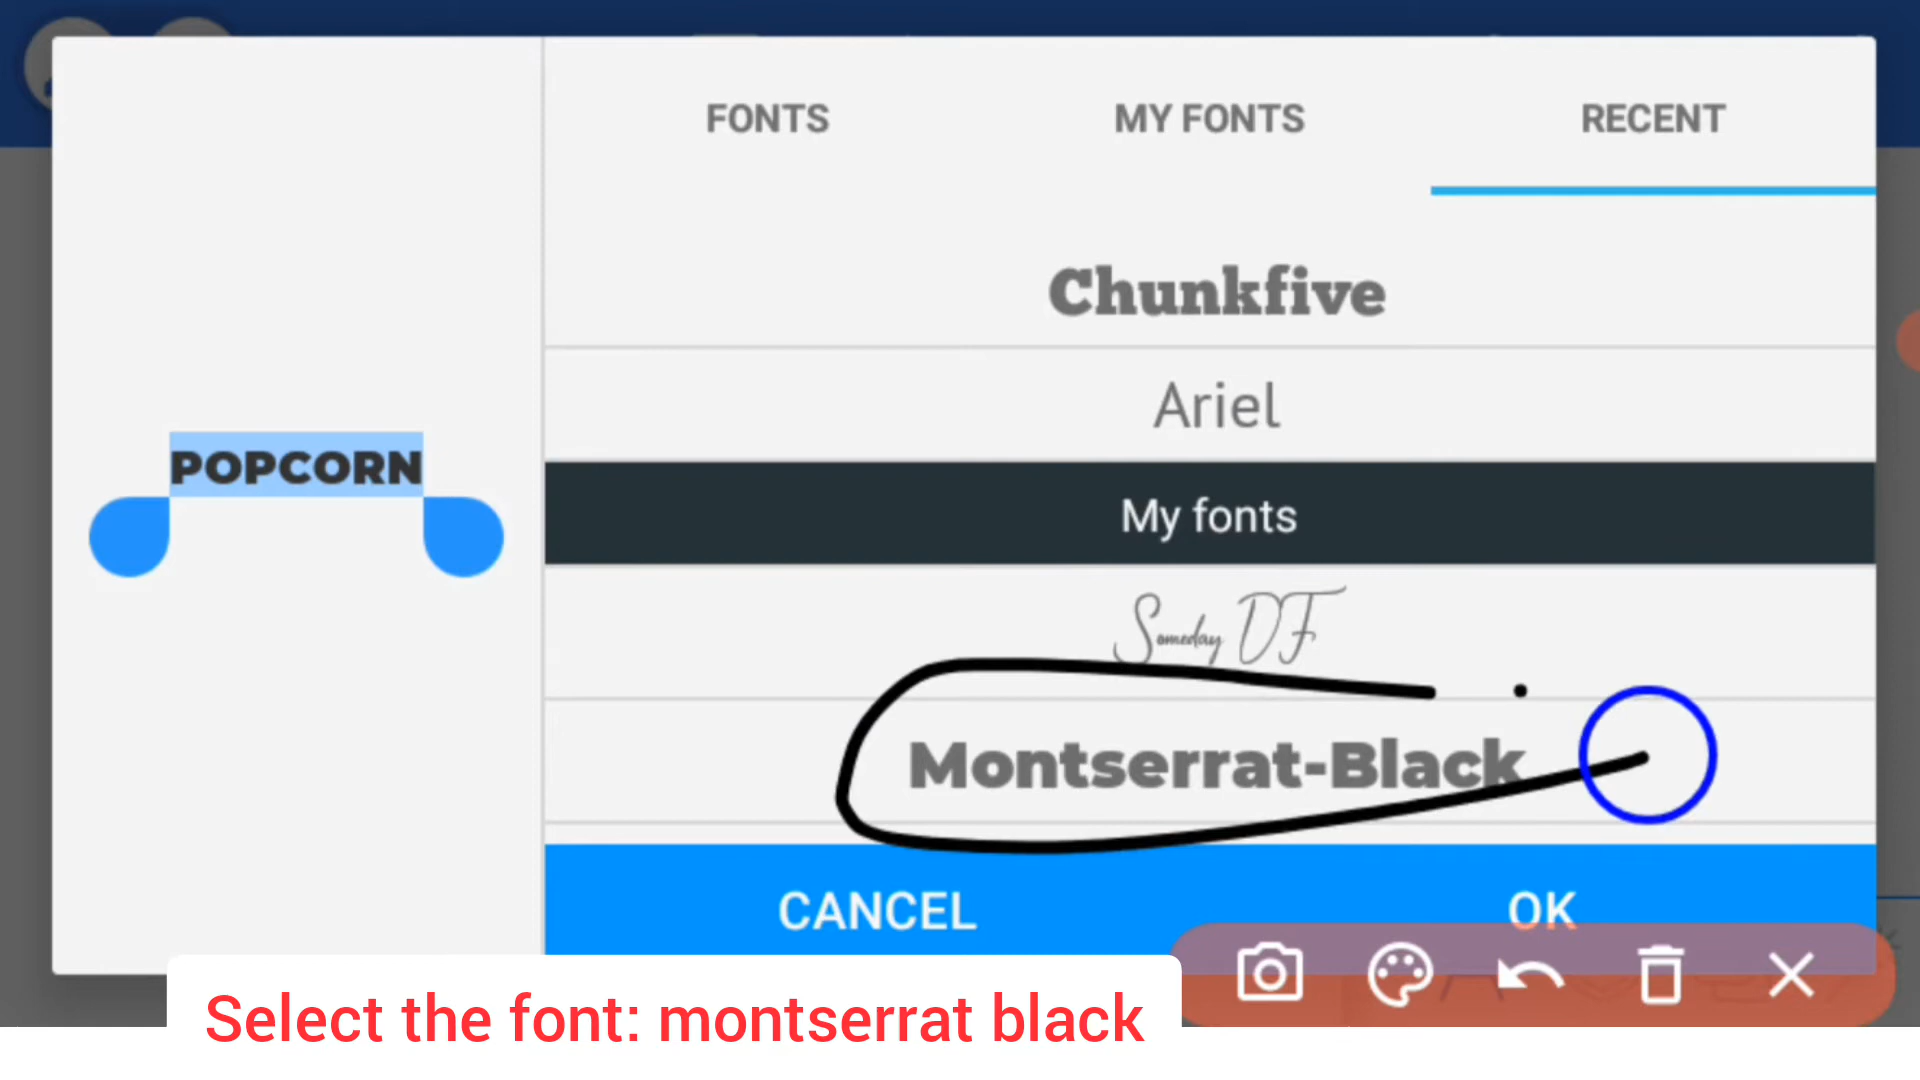 FONTS
MY FONTS
RECENT
Chunkfive
Ariel
POPCORN
My fonts
Someday DF
Montserrat-Black
CANCEL
OK
Select the font: montserrat black